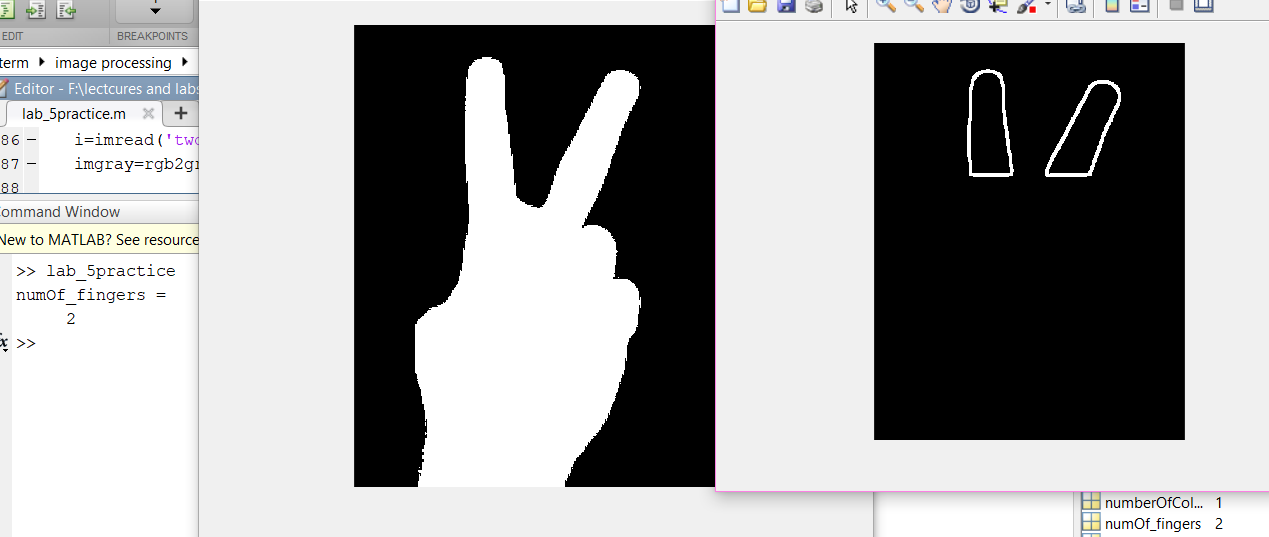 EDIT
BREAKPOINTS
term ▸ image processing ▸
Editor - F:\lectcures and labs
lab_5practice.m
86 – i=imread('two
87 – imgray=rgb2gr
88
Command Window
New to MATLAB? See resource
>> lab_5practice
numOf_fingers =
2
fx >>
numberOfCol... 1
numOf_fingers 2